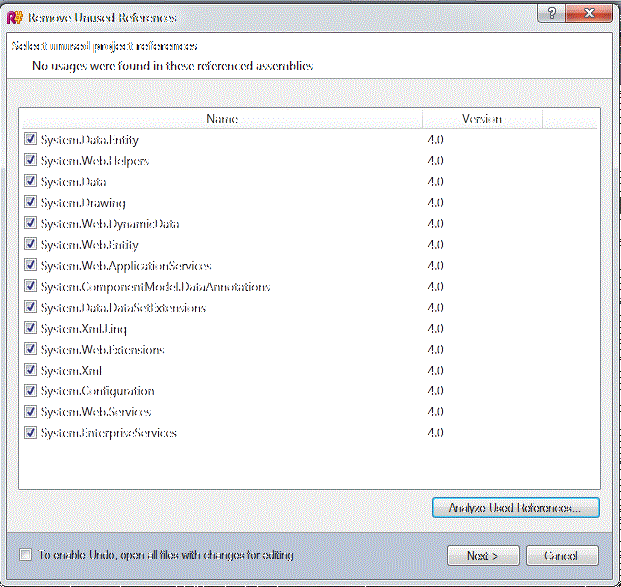 R# Remove Unused References
?
X
Select unused project references
No usages were found in these referenced assemblies
Name Version
System.Data.Entity 4.0
System.Web.Helpers 4.0
System.Data 4.0
System.Drawing 4.0
System.Web.DynamicData 4.0
System.Web.Entity 4.0
System.Web.ApplicationServices 4.0
System.ComponentModel.DataAnnotations 4.0
System.Data.DataSetExtensions 4.0
System.Xml.Linq 4.0
System.Web.Extensions 4.0
System.Xml 4.0
System.Configuration 4.0
System.Web.Services 4.0
System.EnterpriseServices 4.0
Analyze Used References...
To enable Undo, open all files with changes for editing
Next > Cancel